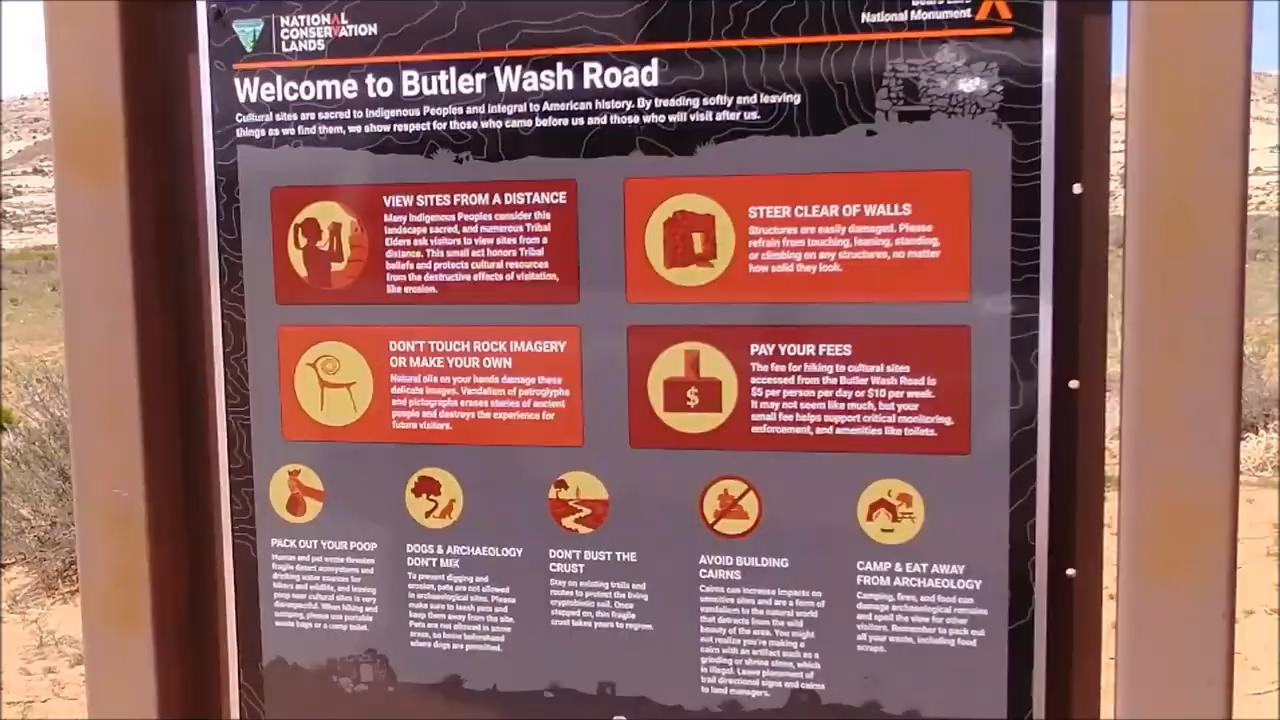 NATIONAL
CONSERVATION
LANDS
Bears Ears
National Monument
Welcome to Butler Wash Road
Cultural sites are sacred to Indigenous Peoples and integral to American history. By treading softly and leaving
things as we find them, we show respect for those who came before us and those who will visit after us.
VIEW SITES FROM A DISTANCE
Many Indigenous Peoples consider this
landscape sacred, and numerous Tribal
Elders ask visitors to view sites from a
distance. This small act honors Tribal
beliefs and protects cultural resources
from the destructive effects of visitation,
like erosion.
STEER CLEAR OF WALLS
Structures are easily damaged. Please
refrain from touching, leaning, standing,
or climbing on any structures, no matter
how solid they look.
DON'T TOUCH ROCK IMAGERY
OR MAKE YOUR OWN
Natural oils on your hands damage these
delicate images. Vandalism of petroglyphs
and pictographs erases stories of ancient
people and destroys the experience for
future visitors.
PAY YOUR FEES
The fee for hiking to cultural sites
accessed from the Butler Wash Road is
$5 per person per day or $10 per week.
It may not seem like much, but your
small fee helps support critical monitoring,
enforcement, and amenities like toilets.
$
PACK OUT YOUR POOP
Human and pet waste threaten
fragile desert ecosystems and
drinking water sources for
hikers and wildlife, and leaving
poop near cultural sites is very
disrespectful. When hiking and
camping, please use portable
waste bags or a camp toilet.
DOGS & ARCHAEOLOGY
DON'T MIX
To prevent digging and
erosion, pets are not allowed
in archaeological sites. Please
make sure to leash pets and
keep them away from the site.
Pets are not allowed in some
areas, so know beforehand
where dogs are permitted.
DON'T BUST THE
CRUST
Stay on existing trails and
routes to protect the living
cryptobiotic soil. Once
stepped on, this fragile
crust takes years to regrow.
AVOID BUILDING
CAIRNS
Cairns can increase impacts on
sensitive sites and are a form of
vandalism to the natural world
that detracts from the wild
beauty of the area. You might
not realize you're making a
cairn with an artifact such as a
grinding or shrine stone, which
is illegal. Leave placement of
trail directional signs and cairns
to land managers.
CAMP & EAT AWAY
FROM ARCHAEOLOGY
Camping, fires, and food can
damage archaeological remains
and spoil the view for other
visitors. Remember to pack out
all your waste, including food
scraps.